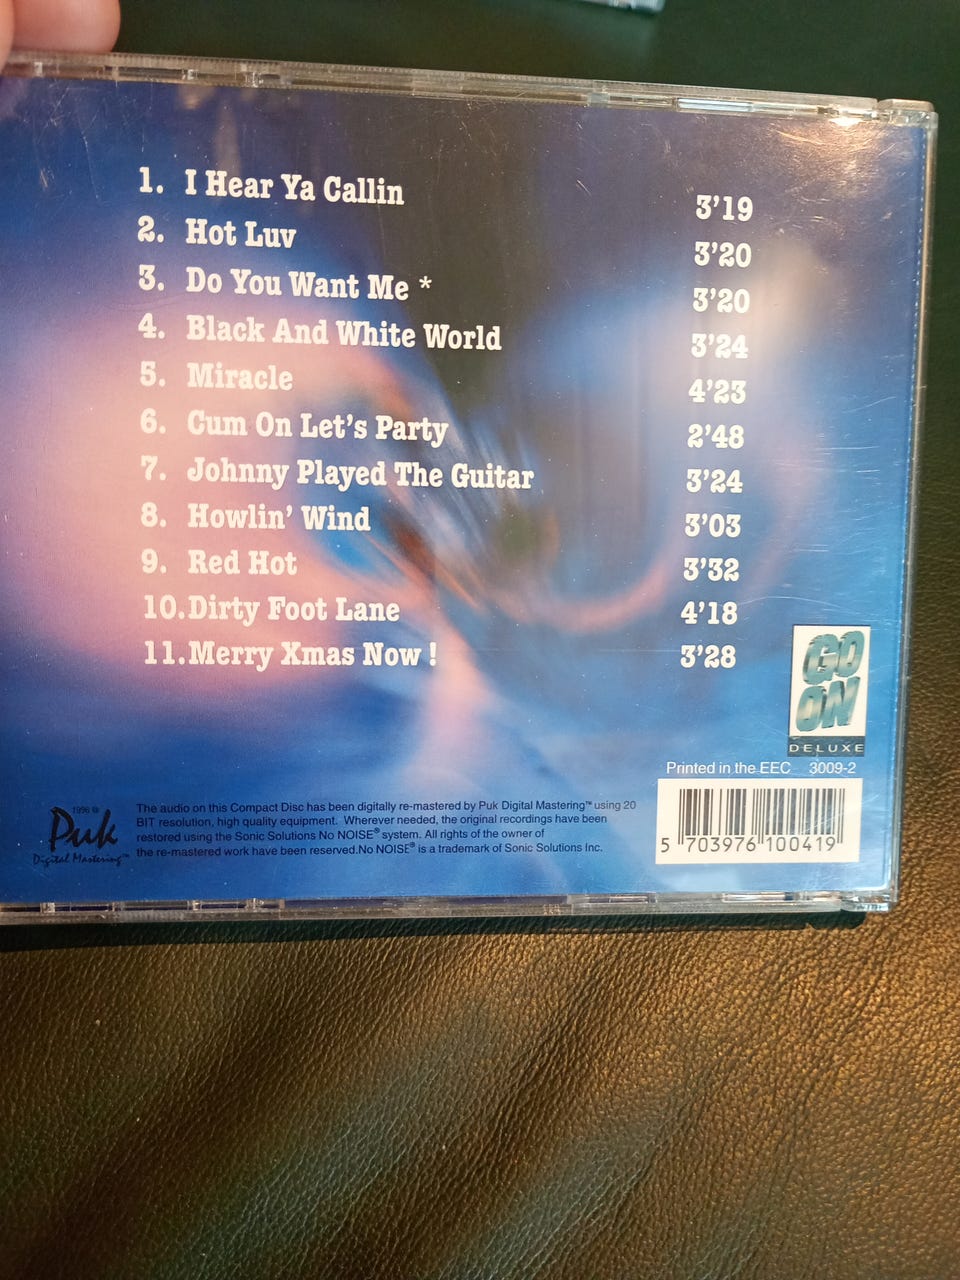 1. I Hear Ya Callin 3'19
2. Hot Luv 3'20
3. Do You Want Me * 3'20
4. Black And White World 3'24
5. Miracle 4'23
6. Cum On Let's Party 2'48
7. Johnny Played The Guitar 3'24
8. Howlin' Wind 3'03
9. Red Hot 3'32
10. Dirty Foot Lane 4'18
11. Merry Xmas Now ! 3'28
GO
ON
DELUXE
Printed in the EEC 3009-2
1996 ®
Puk
Digital Mastering™
The audio on this Compact Disc has been digitally re-mastered by Puk Digital Mastering™ using 20
BIT resolution, high quality equipment. Wherever needed, the original recordings have been
restored using the Sonic Solutions No NOISE® system. All rights of the owner of
the re-mastered work have been reserved.No NOISE® is a trademark of Sonic Solutions Inc.
5 703976 100419